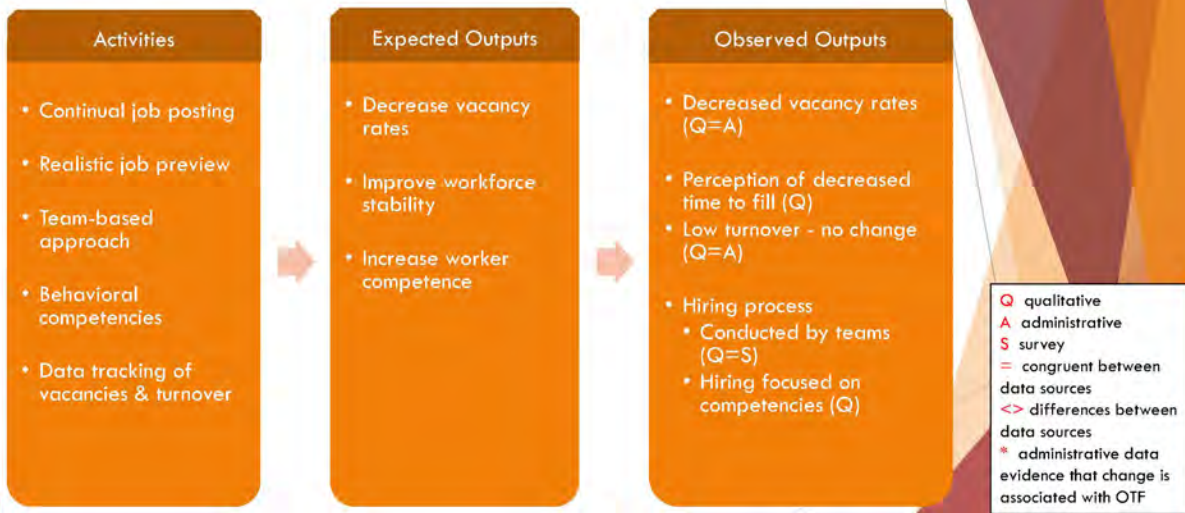 Activities
• Continual job posting
• Realistic job preview
• Team-based
approach
• Behavioral
competencies
• Data tracking of
vacancies & turnover
Expected Outputs
• Decrease vacancy
rates
• Improve workforce
stability
• Increase worker
competence
Observed Outputs
• Decreased vacancy rates
(Q=A)
• Perception of decreased
time to fill (Q)
• Low turnover - no change
(Q=A)
• Hiring process
• Conducted by teams
(Q=S)
• Hiring focused on
competencies (Q)
Q qualitative
A administrative
S survey
= congruent between
data sources
<> differences between
data sources
* administrative data
evidence that change is
associated with OTF